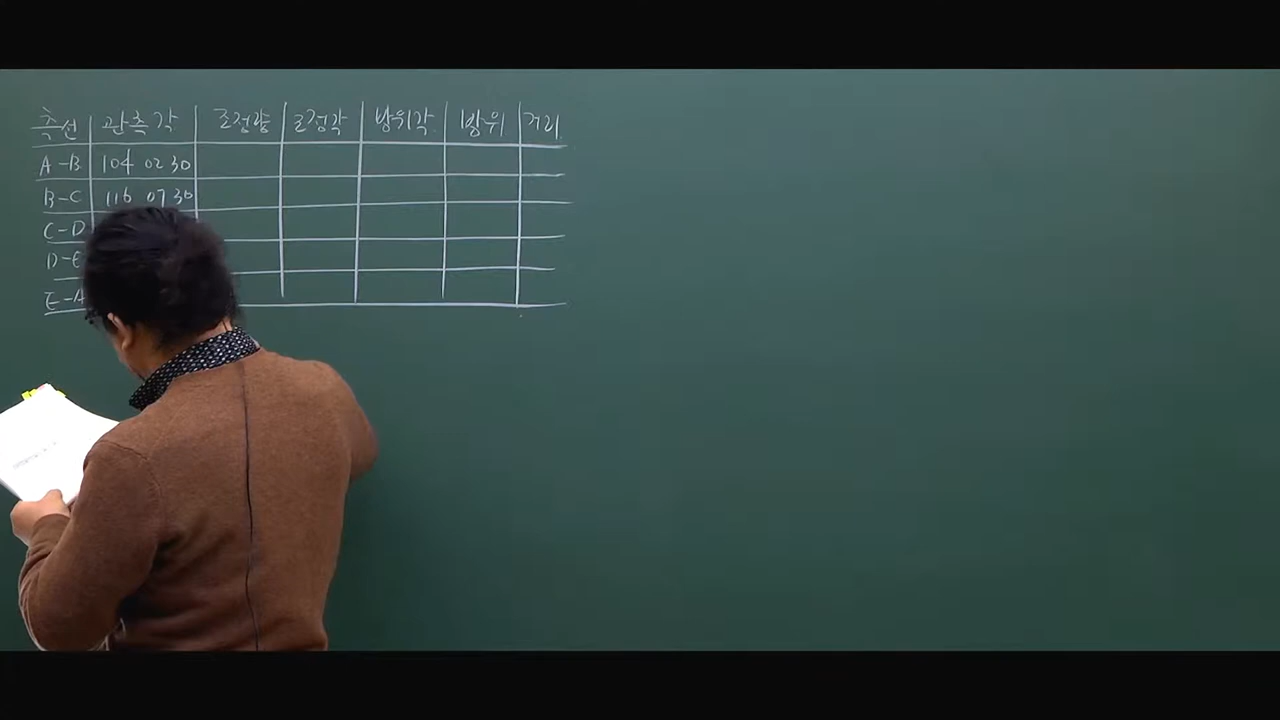 측선 관측각 조정량 조정각 방위각 방위 거리
A-B 104 02 30
B-C 116 07 30
C-D
D-E
E-A